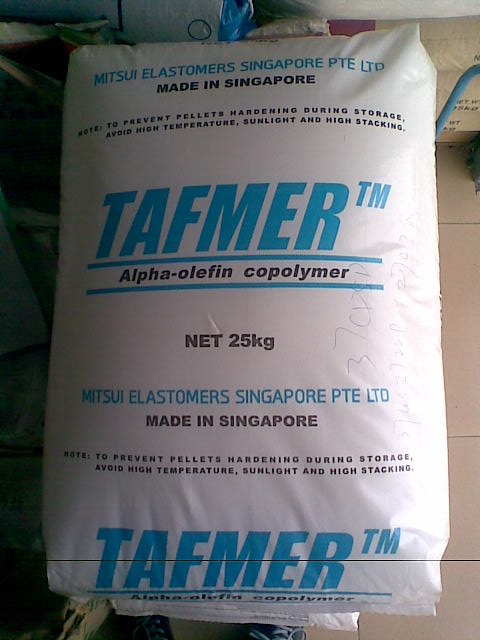 MITSUI ELASTOMERS SINGAPORE PTE LTD
MADE IN SINGAPORE
NOTE: TO PREVENT PELLETS HARDENING DURING STORAGE,
AVOID HIGH TEMPERATURE, SUNLIGHT AND HIGH STACKING.
TAFMER™
Alpha-olefin copolymer
NET 25kg
MITSUI ELASTOMERS SINGAPORE PTE LTD
MADE IN SINGAPORE
NOTE: TO PREVENT PELLETS HARDENING DURING STORAGE,
AVOID HIGH TEMPERATURE, SUNLIGHT AND HIGH STACKING.
TAFMER™
Alpha-olefin copolymer